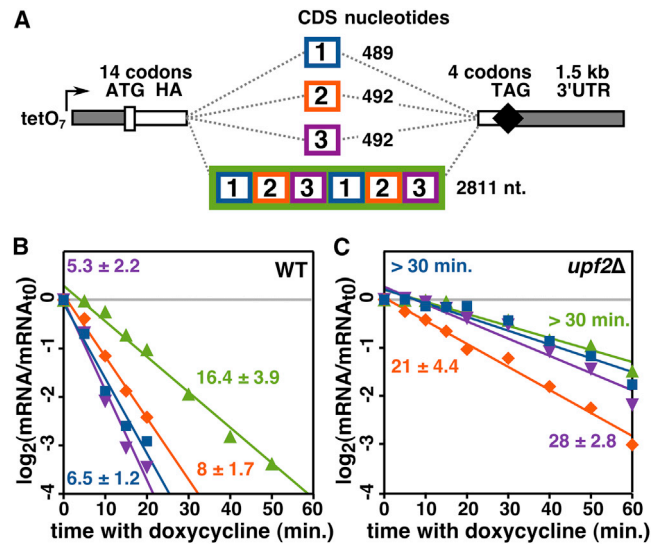 A
CDS nucleotides
1 489
14 codons
4 codons 1.5 kb
ATG HA
2 492
TAG 3'UTR
tetO7
3 492
1 2 3 1 2 3 2811 nt.
B
5.3 ± 2.2
WT
16.4 ± 3.9
6.5 ± 1.2
8 ± 1.7
log2(mRNA/mRNAt0)
0
-1
-2
-3
-4
0 10 20 30 40 50 60
time with doxycycline (min.)
C
upf2Δ
> 30 min.
> 30 min.
21 ± 4.4
28 ± 2.8
log2(mRNA/mRNAt0)
0
-1
-2
-3
-4
0 10 20 30 40 50 60
time with doxycycline (min.)